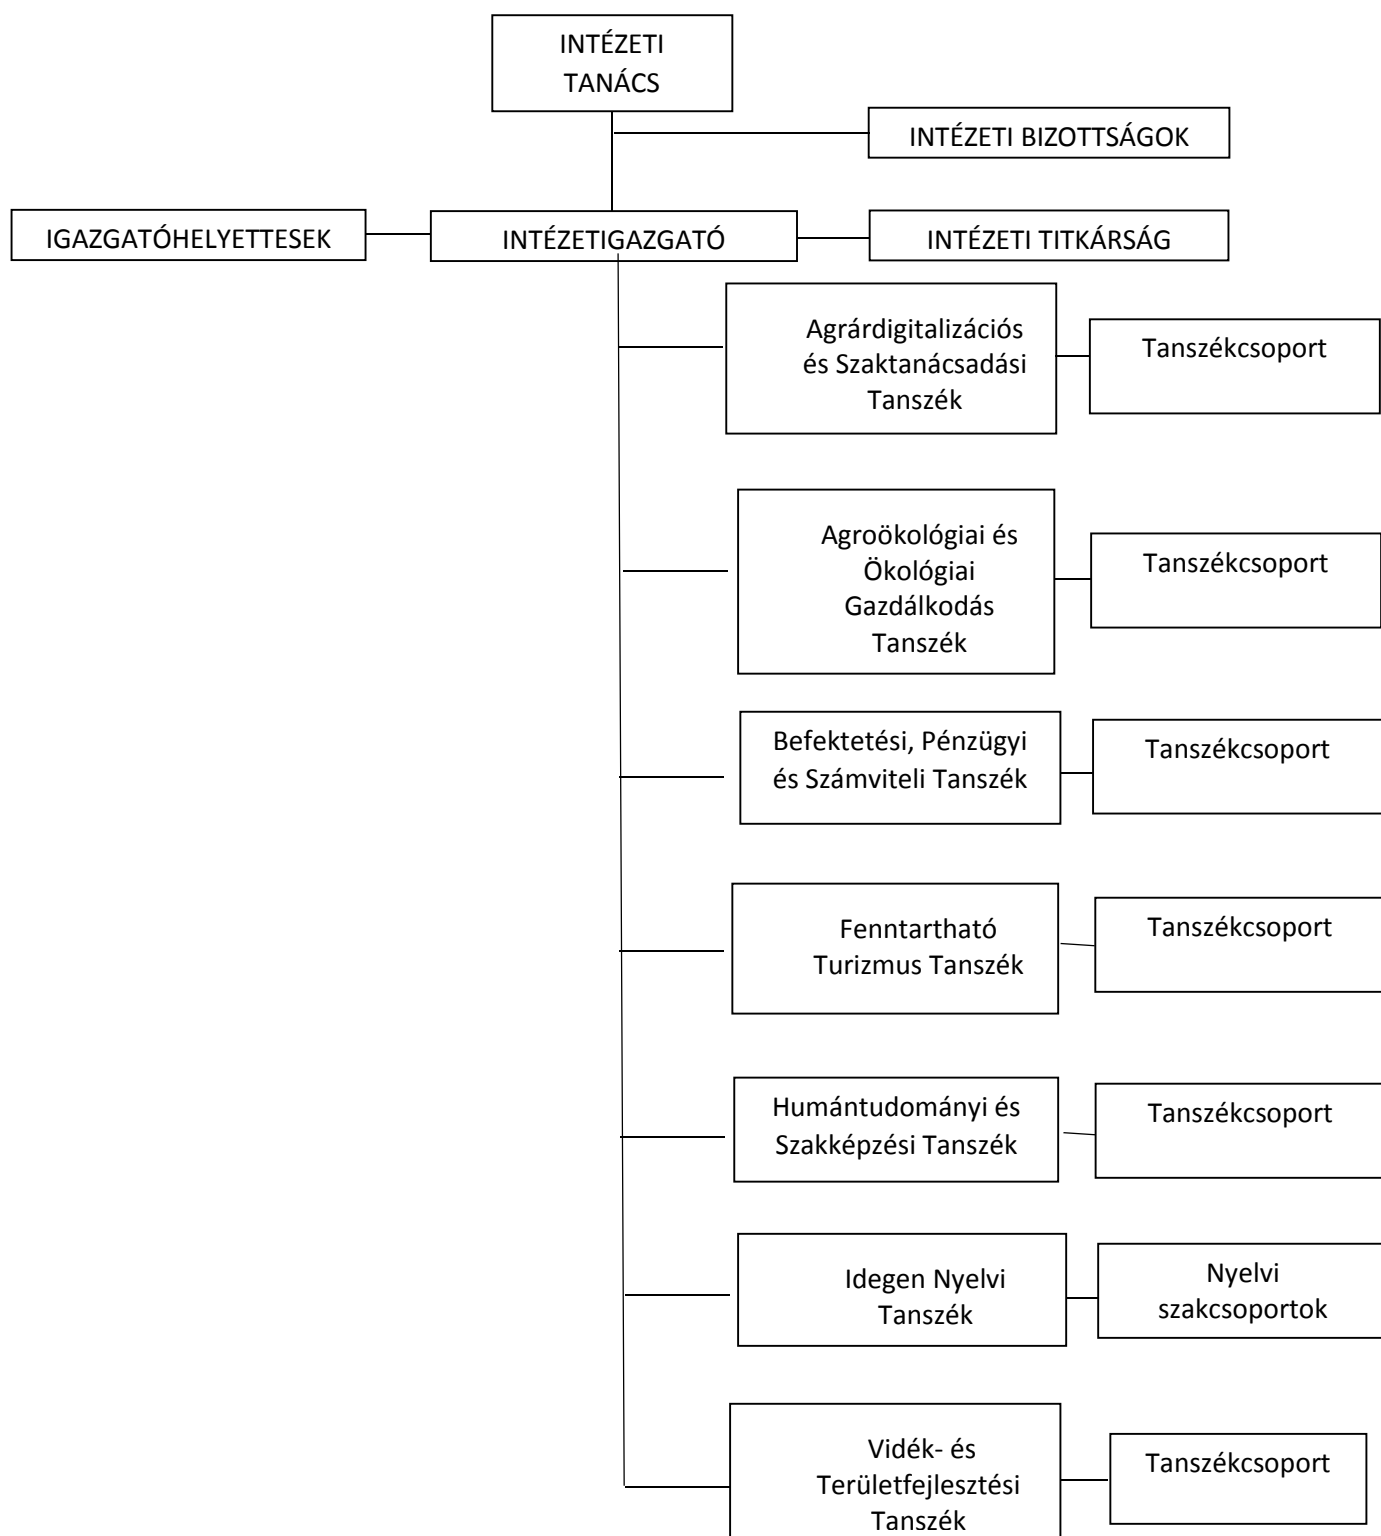 INTÉZETI
TANÁCS
INTÉZETI BIZOTTSÁGOK
IGAZGATÓHELYETTESEK
INTÉZETIGAZGATÓ
INTÉZETI TITKÁRSÁG
Agrárdigitalizációs
és Szaktanácsadási
Tanszék
Tanszékcsoport
Agroökológiai és
Ökológiai
Gazdálkodás
Tanszék
Tanszékcsoport
Befektetési, Pénzügyi
és Számviteli Tanszék
Tanszékcsoport
Fenntartható
Turizmus Tanszék
Tanszékcsoport
Humántudományi és
Szakképzési Tanszék
Tanszékcsoport
Idegen Nyelvi
Tanszék
Nyelvi
szakcsoportok
Vidék- és
Területfejlesztési
Tanszék
Tanszékcsoport